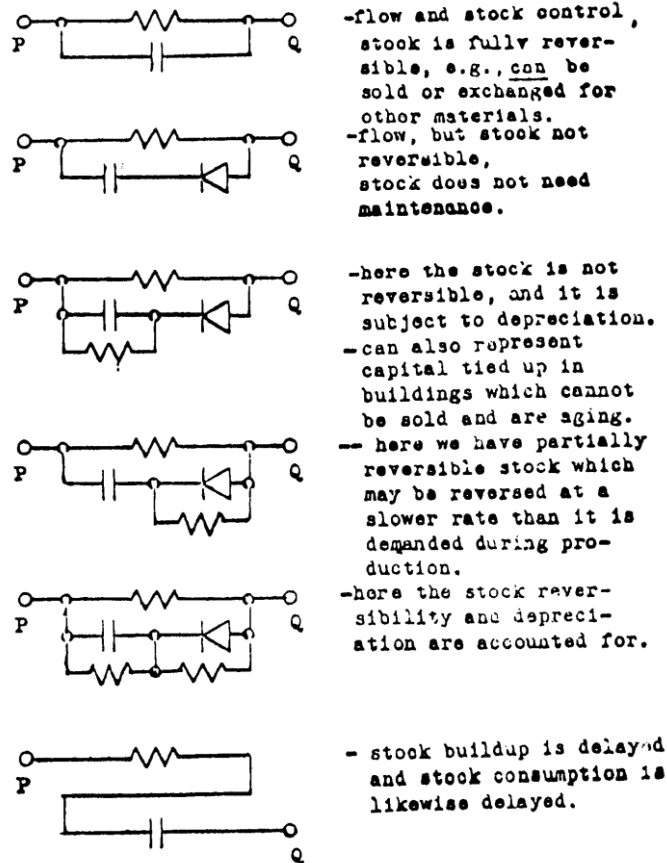 P
Q
-flow and stock control,
stock is fully rever-
sible, e.g., can be
sold or exchanged for
other materials.
P
Q
-flow, but stock not
reversible,
stock does not need
maintenance.
P
Q
-here the stock is not
reversible, and it is
subject to depreciation.
-can also represent
capital tied up in
buildings which cannot
be sold and are aging.
P
Q
-- here we have partially
reversible stock which
may be reversed at a
slower rate than it is
demanded during pro-
duction.
P
Q
-here the stock rever-
sibility and depreci-
ation are accounted for.
P
Q
- stock buildup is delayed
and stock consumption is
likewise delayed.